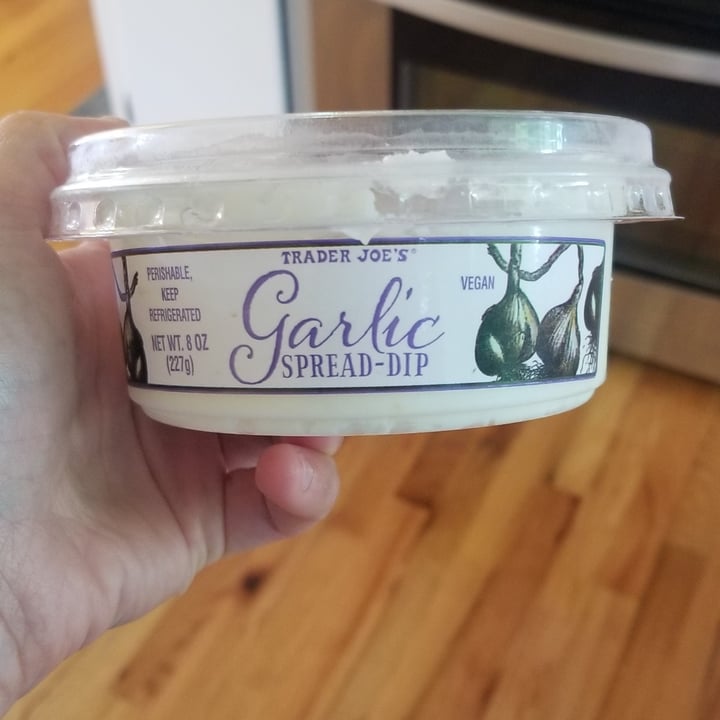 TRADER JOE'S®
Garlic
SPREAD-DIP
PERISHABLE,
KEEP
REFRIGERATED
NET WT. 8 OZ
(227g)
VEGAN